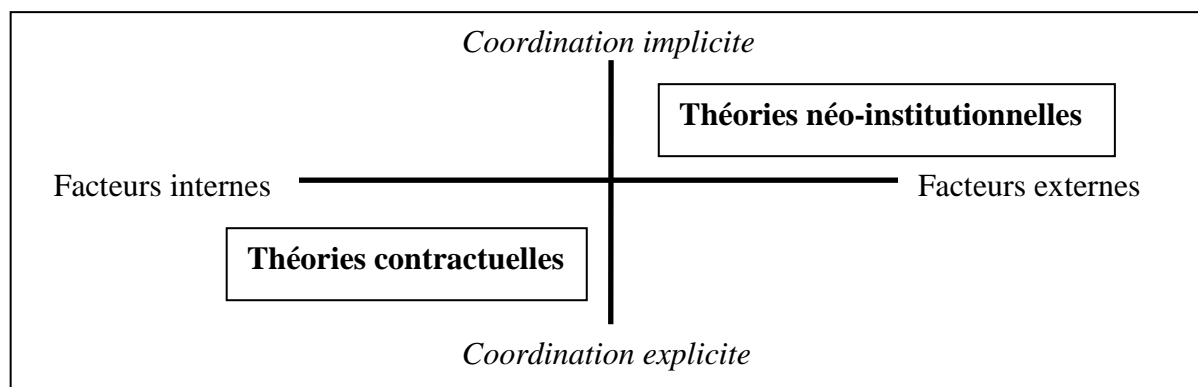 Coordination implicite
Théories néo-institutionnelles
Facteurs internes
Facteurs externes
Théories contractuelles
Coordination explicite